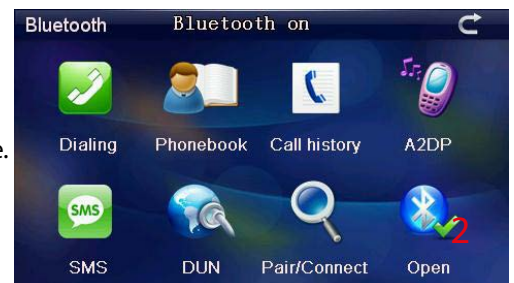 Bluetooth Bluetooth on
e.
Dialing Phonebook Call history A2DP
SMS
2
SMS DUN Pair/Connect Open